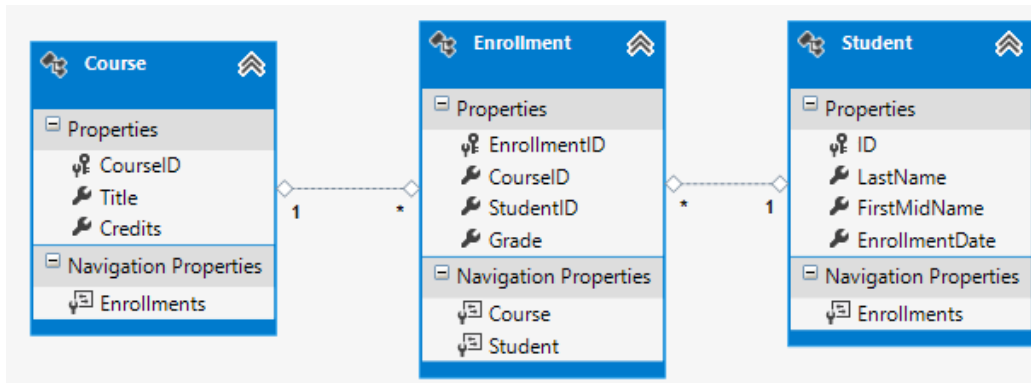 Course
Properties
CourseID
Title
Credits
Navigation Properties
Enrollments
1
*
Enrollment
Properties
EnrollmentID
CourseID
StudentID
Grade
Navigation Properties
Course
Student
*
1
Student
Properties
ID
LastName
FirstMidName
EnrollmentDate
Navigation Properties
Enrollments